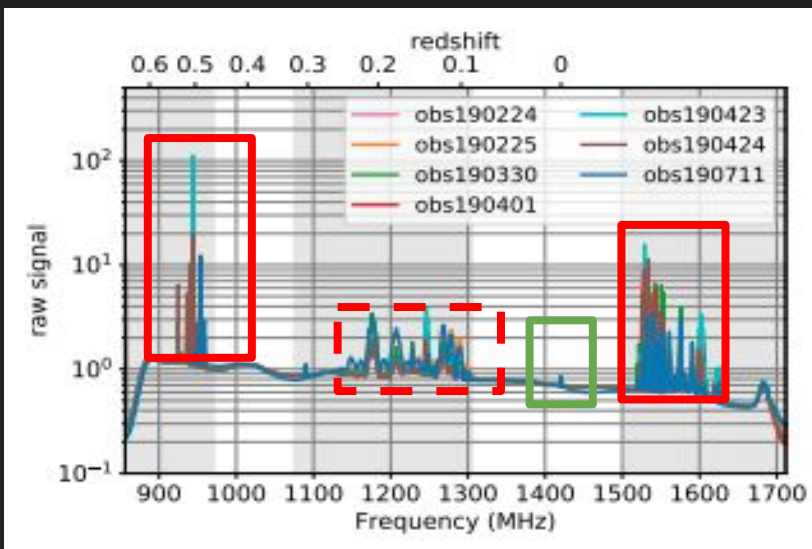 redshift
0.6 0.5 0.4 0.3 0.2 0.1 0
obs190224 obs190423
obs190225 obs190424
obs190330 obs190711
obs190401
10²
10¹
10⁰
10⁻¹
raw signal
900 1000 1100 1200 1300 1400 1500 1600 1700
Frequency (MHz)